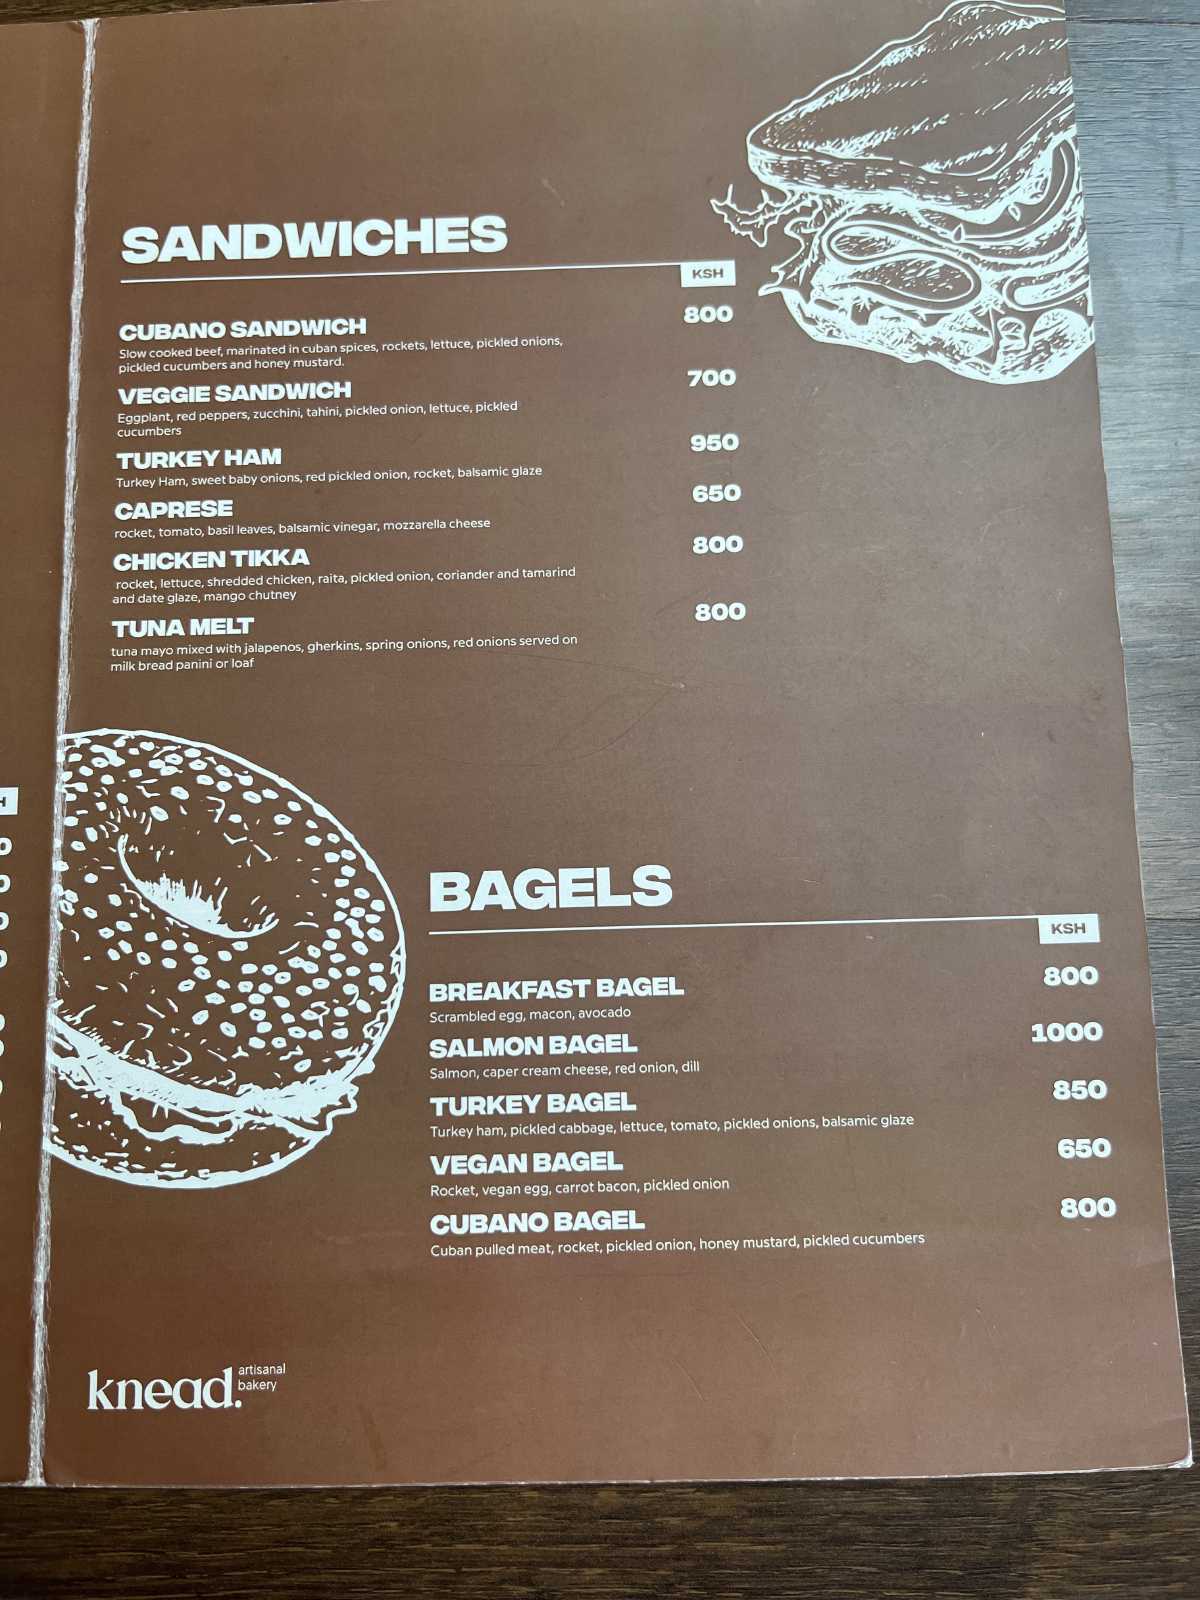 SANDWICHES
KSH
CUBANO SANDWICH 800
Slow cooked beef, marinated in cuban spices, rockets, lettuce, pickled onions,
pickled cucumbers and honey mustard.
VEGGIE SANDWICH 700
Eggplant, red peppers, zucchini, tahini, pickled onion, lettuce, pickled
cucumbers
TURKEY HAM 950
Turkey Ham, sweet baby onions, red pickled onion, rocket, balsamic glaze
CAPRESE 650
rocket, tomato, basil leaves, balsamic vinegar, mozzarella cheese
CHICKEN TIKKA 800
rocket, lettuce, shredded chicken, raita, pickled onion, coriander and tamarind
and date glaze, mango chutney
TUNA MELT 800
tuna mayo mixed with jalapenos, gherkins, spring onions, red onions served on
milk bread panini or loaf
BAGELS
KSH
BREAKFAST BAGEL 800
Scrambled egg, macon, avocado
SALMON BAGEL 1000
Salmon, caper cream cheese, red onion, dill
TURKEY BAGEL 850
Turkey ham, pickled cabbage, lettuce, tomato, pickled onions, balsamic glaze
VEGAN BAGEL 650
Rocket, vegan egg, carrot bacon, pickled onion
CUBANO BAGEL 800
Cuban pulled meat, rocket, pickled onion, honey mustard, pickled cucumbers
knead. artisanal
bakery